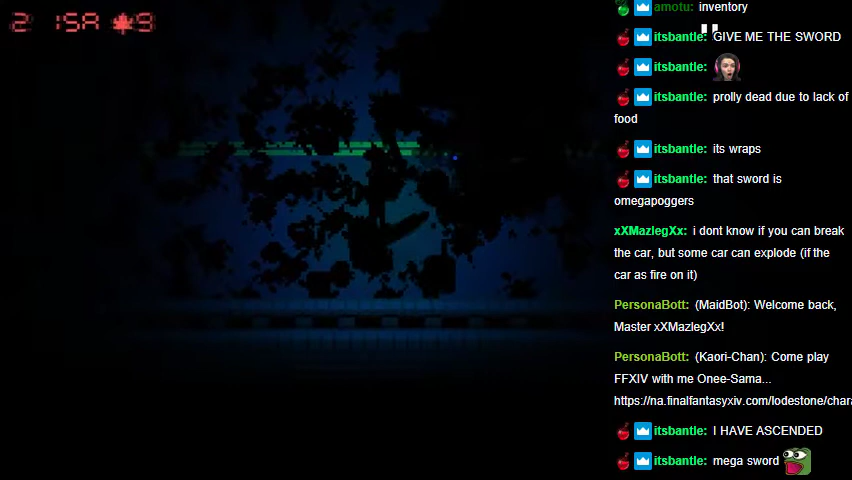 amotu: inventory
itsbantle: GIVE ME THE SWORD
itsbantle:
itsbantle: prolly dead due to lack of
food
itsbantle: its wraps
itsbantle: that sword is
omegapoggers
xXMazlegXx: i dont know if you can break
the car, but some car can explode (if the
car as fire on it)
PersonaBott: (MaidBot): Welcome back,
Master xXMazlegXx!
PersonaBott: (Kaori-Chan): Come play
FFXIV with me Onee-Sama...
https://na.finalfantasyxiv.com/lodestone/chara
itsbantle: I HAVE ASCENDED
itsbantle: mega sword